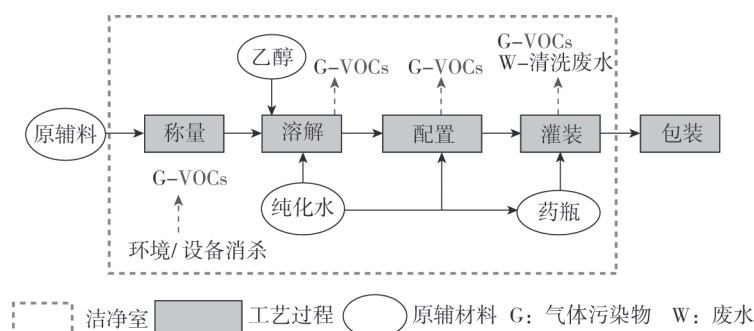 乙醇
G-VOCs
G-VOCs
G-VOCs
W-清洗废水
原辅料
称量
溶解
配置
灌装
包装
G-VOCs
纯化水
药瓶
环境/设备消杀
洁净室
工艺过程
原辅材料
G：气体污染物
W：废水